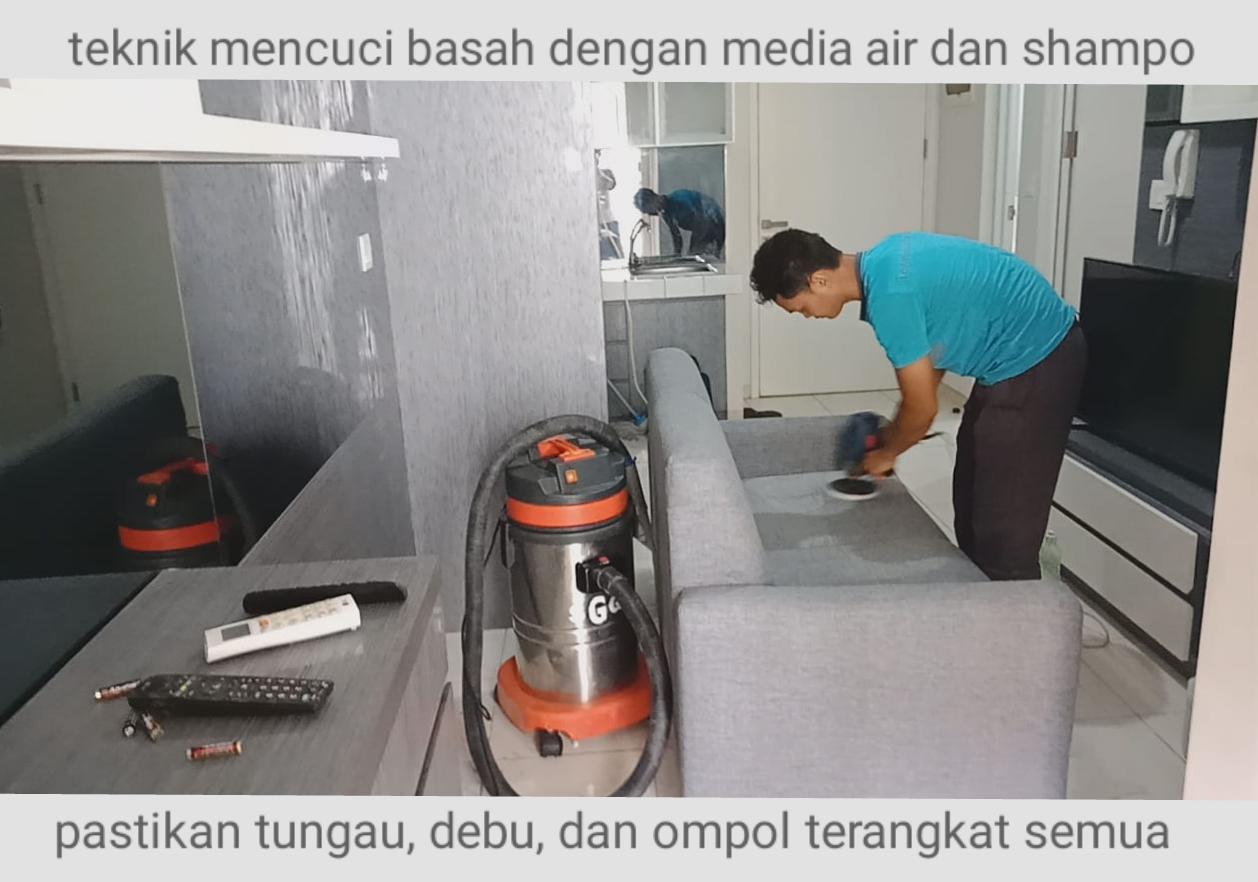 teknik mencuci basah dengan media air dan shampo
pastikan tungau, debu, dan ompol terangkat semua